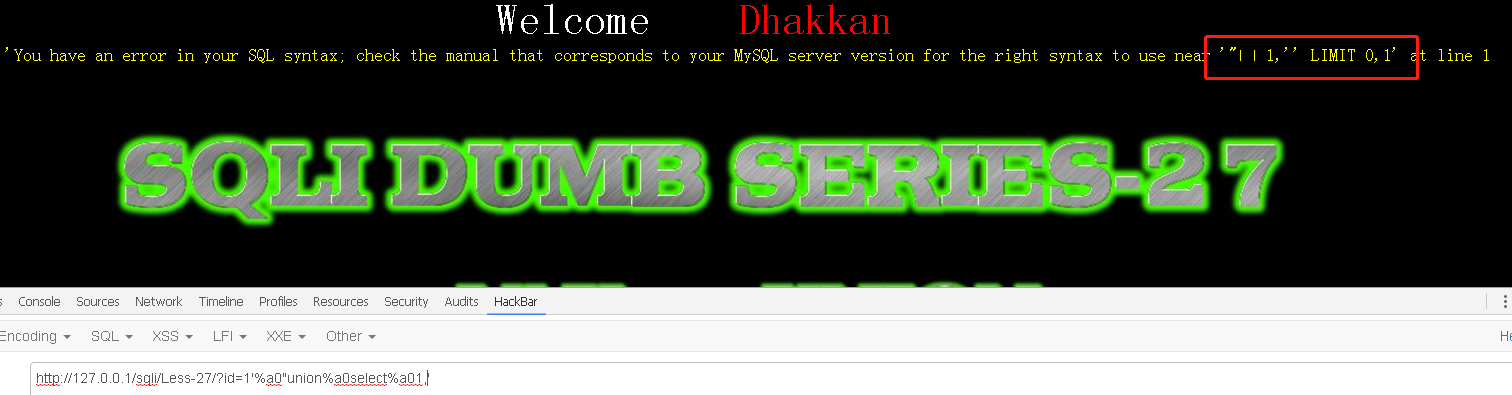 Welcome Dhakkan
'You have an error in your SQL syntax; check the manual that corresponds to your MySQL server version for the right syntax to use near '"| | 1,'' LIMIT 0,1' at line 1
SQLI DUMB SERIES-27
s Console Sources Network Timeline Profiles Resources Security Audits HackBar
Encoding SQL XSS LFI XXE Other He
http://127.0.0.1/sqli/Less-27/?id=1'%a0"union%a0select%a01,'